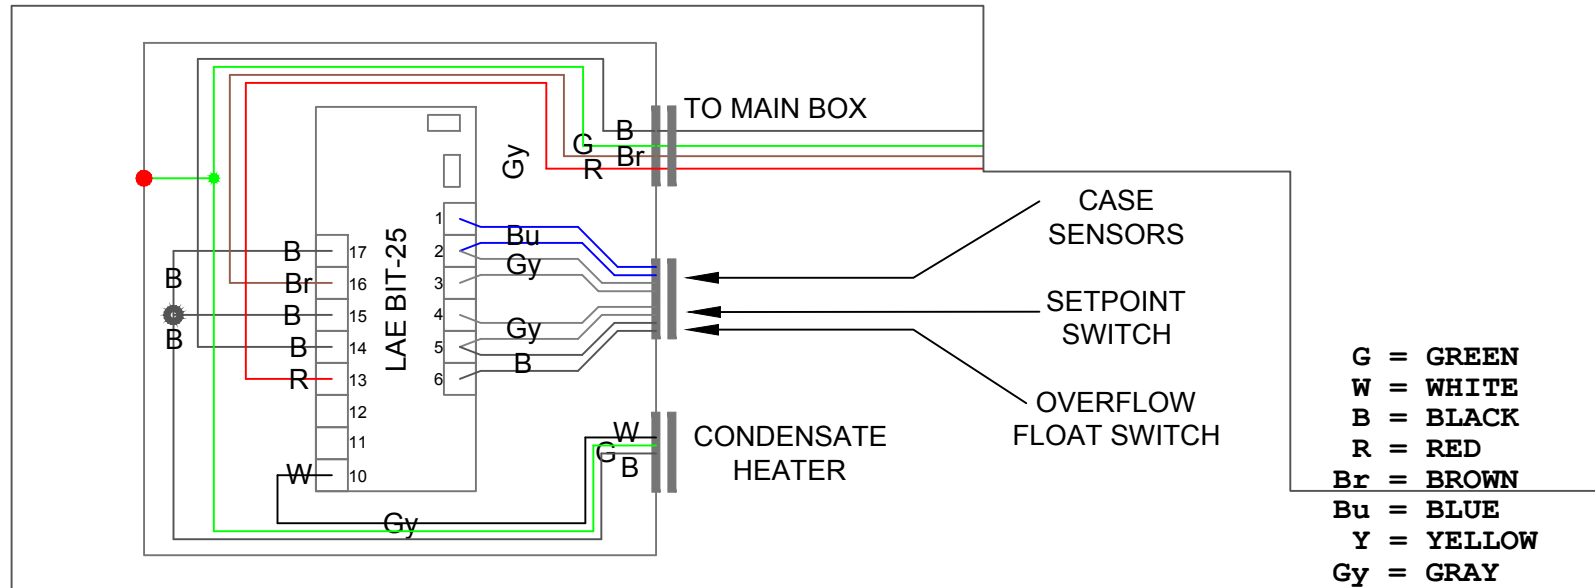 TO MAIN BOX
B
G
Br
R
Gy
CASE
SENSORS
SETPOINT
SWITCH
OVERFLOW
FLOAT SWITCH
CONDENSATE
HEATER
LAE BIT-25
1
2
3
4
5
6
Bu
Gy
Gy
B
17
16
15
14
13
12
11
10
B
Br
B
B
R
W
B
c
B
W
G
B
Gy
G = GREEN
W = WHITE
B = BLACK
R = RED
Br = BROWN
Bu = BLUE
Y = YELLOW
Gy = GRAY